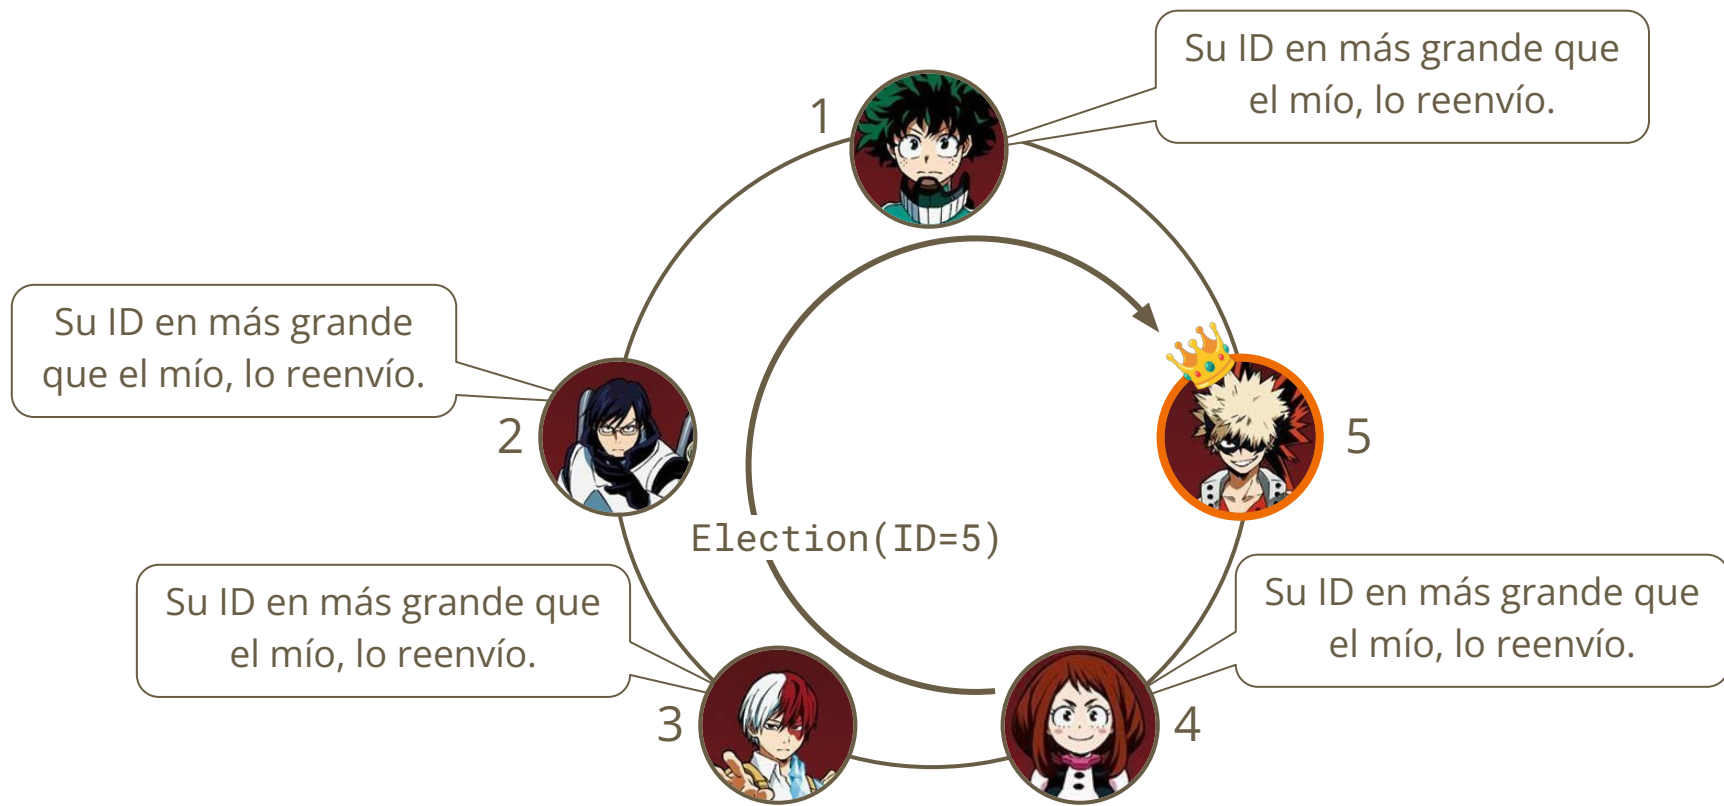 Su ID en más grande que
el mío, lo reenvío.
1
Su ID en más grande
que el mío, lo reenvío.
2
5
Election(ID=5)
Su ID en más grande que
el mío, lo reenvío.
3
Su ID en más grande que
el mío, lo reenvío.
4